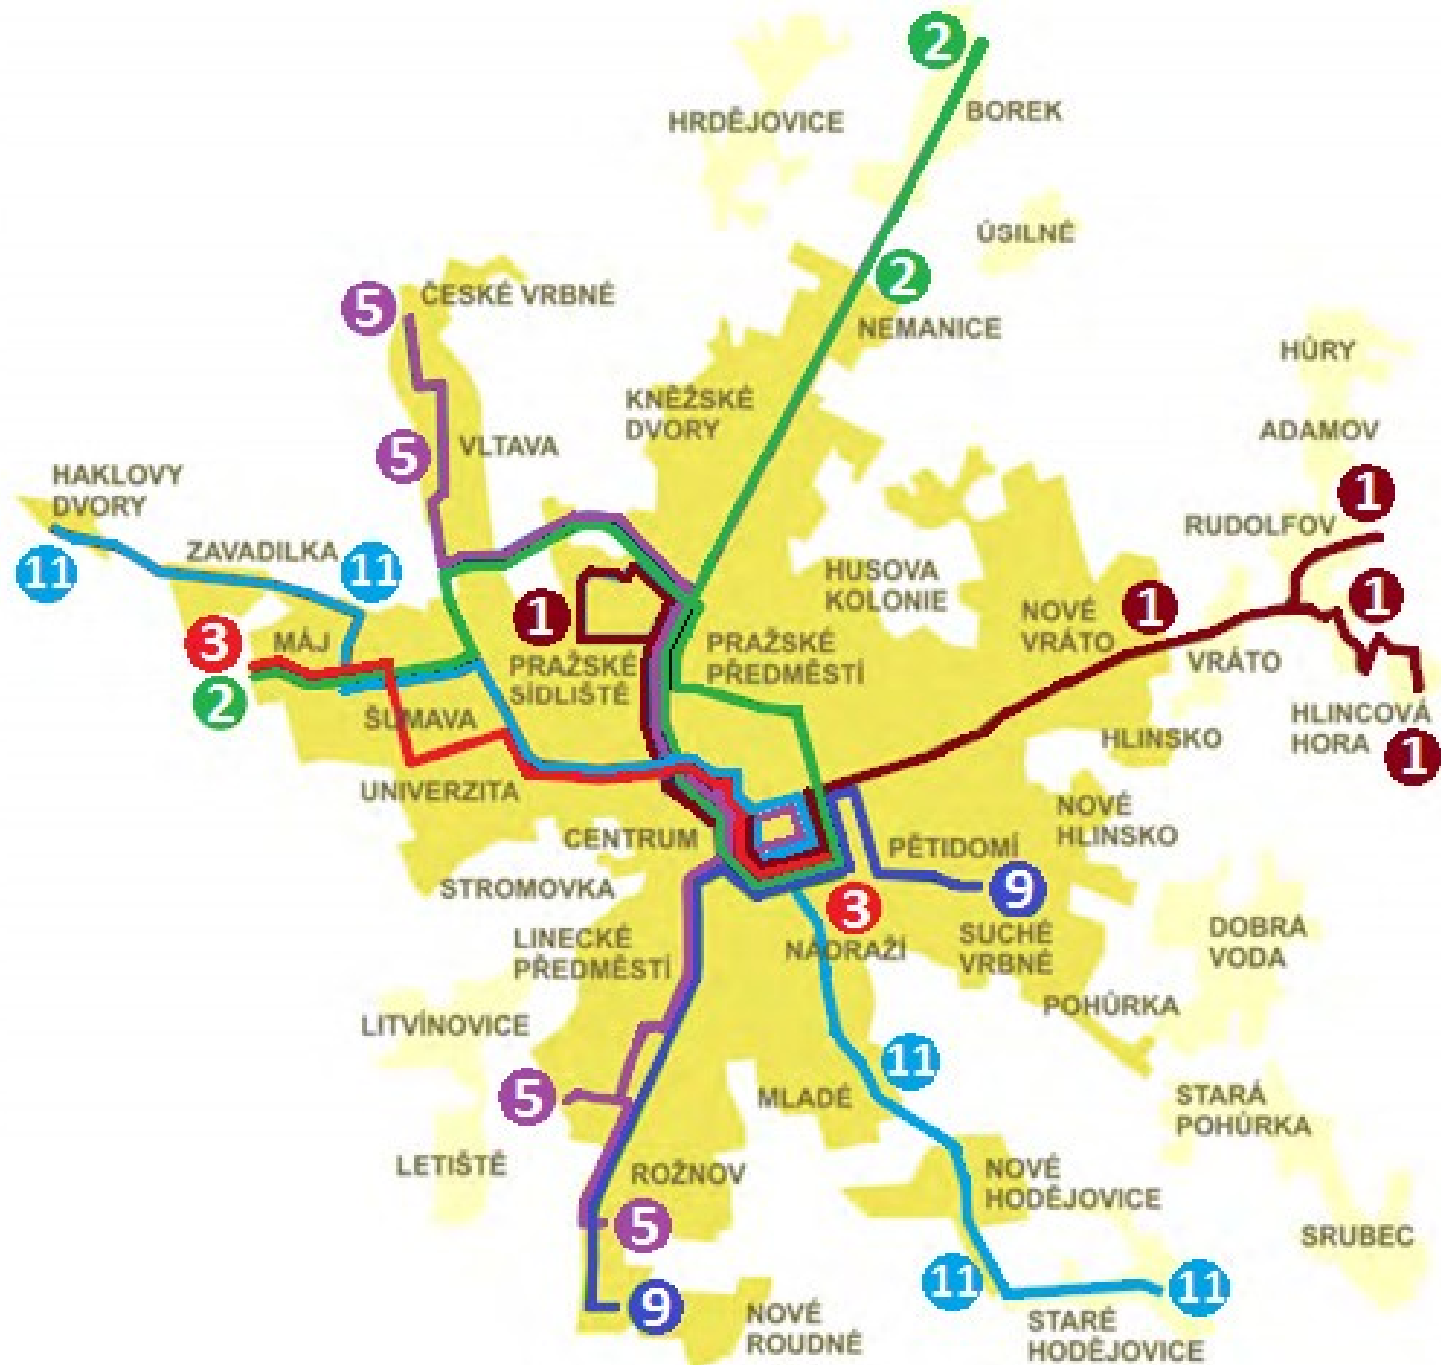 2
BOREK
HRDĚJOVICE
ÚSILNÉ
2
5
ČESKÉ VRBNÉ
NEMANICE
HŮRY
KNĚŽSKÉ
DVORY
ADAMOV
5
VLTAVA
HAKLOVY
DVORY
1
RUDOLFOV
ZAVADILKA
11
11
HUSOVA
KOLONIE
1
NOVÉ
VRÁTO
1
1
3
MÁJ
PRAŽSKÉ
PŘEDMĚSTÍ
PRAŽSKÉ
SÍDLIŠTĚ
VRÁTO
2
ŠUMAVA
HLINCOVÁ
HORA
1
HLINSKO
UNIVERZITA
NOVÉ
HLINSKO
CENTRUM
PĚTIDOMÍ
STROMOVKA
9
3
LINECKÉ
PŘEDMĚSTÍ
NÁDRAŽÍ
SUCHÉ
VRBNÉ
DOBRÁ
VODA
POHŮRKA
LITVÍNOVICE
11
5
MLADÉ
STARÁ
POHŮRKA
LETIŠTĚ
ROŽNOV
NOVÉ
HODĚJOVICE
5
SRUBEC
11
11
9
NOVÉ
ROUDNÉ
STARÉ
HODĚJOVICE